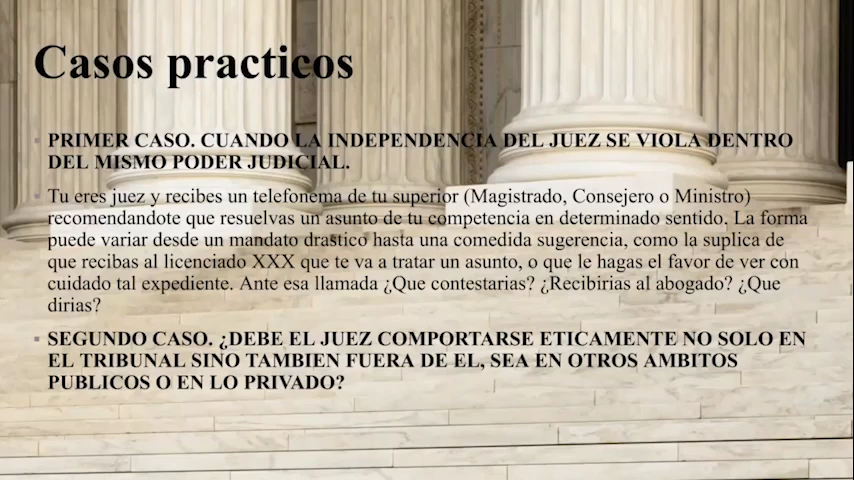 Casos practicos
PRIMER CASO. CUANDO LA INDEPENDENCIA DEL JUEZ SE VIOLA DENTRO
DEL MISMO PODER JUDICIAL.
Tu eres juez y recibes un telefonema de tu superior (Magistrado, Consejero o Ministro)
recomendandote que resuelvas un asunto de tu competencia en determinado sentido. La forma
puede variar desde un mandato drastico hasta una comedida sugerencia, como la suplica de
que recibas al licenciado XXX que te va a tratar un asunto, o que le hagas el favor de ver con
cuidado tal expediente. Ante esa llamada ¿Que contestarias? ¿Recibirias al abogado? ¿Que
dirias?
SEGUNDO CASO. ¿DEBE EL JUEZ COMPORTARSE ETICAMENTE NO SOLO EN
EL TRIBUNAL SINO TAMBIEN FUERA DE EL, SEA EN OTROS AMBITOS
PUBLICOS O EN LO PRIVADO?